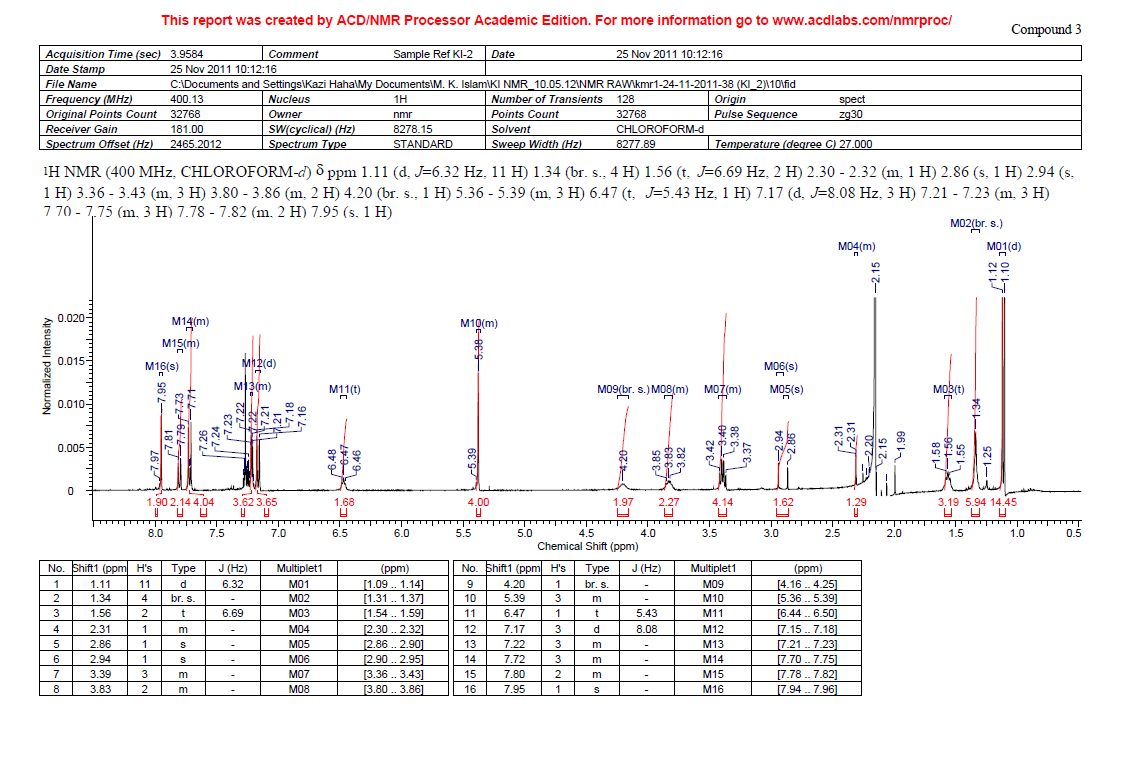 This report was created by ACD/NMR Processor Academic Edition. For more information go to www.acdlabs.com/nmrproc/
Compound 3
Acquisition Time (sec) 3.9584 Comment Sample Ref KI-2 Date 25 Nov 2011 10:12:16
Date Stamp 25 Nov 2011 10:12:16
File Name C:\Documents and Settings\Kazi Haha\My Documents\M. K. Islam\KI NMR_10.05.12\NMR RAW\kmr1-24-11-2011-38 (KI_2)\10\fid
Frequency (MHz) 400.13 Nucleus 1H Number of Transients 128 Origin spect
Original Points Count 32768 Owner nmr Points Count 32768 Pulse Sequence zg30
Receiver Gain 181.00 SW(cyclical) (Hz) 8278.15 Solvent CHLOROFORM-d
Spectrum Offset (Hz) 2465.2012 Spectrum Type STANDARD Sweep Width (Hz) 8277.89 Temperature (degree C) 27.000
1H NMR (400 MHz, CHLOROFORM-d) δ ppm 1.11 (d, J=6.32 Hz, 11 H) 1.34 (br. s., 4 H) 1.56 (t, J=6.69 Hz, 2 H) 2.30 - 2.32 (m, 1 H) 2.86 (s, 1 H) 2.94 (s,
1 H) 3.36 - 3.43 (m, 3 H) 3.80 - 3.86 (m, 2 H) 4.20 (br. s., 1 H) 5.36 - 5.39 (m, 3 H) 6.47 (t, J=5.43 Hz, 1 H) 7.17 (d, J=8.08 Hz, 3 H) 7.21 - 7.23 (m, 3 H)
7.70 - 7.75 (m, 3 H) 7.78 - 7.82 (m, 2 H) 7.95 (s, 1 H)
M02(br. s.)
M04(m) M01(d)
M14(m) M10(m)
M15(m)
M16(s) M12(d) M06(s)
M13(m) M11(t) M09(br. s.) M08(m) M07(m) M05(s) M03(t)
7.97 7.95 7.81 7.79 7.73 7.71 7.26 7.24 7.23 7.22 7.22 7.21 7.21 7.18 7.16 6.48 6.47 6.46 5.39 5.38 4.20 3.85 3.83 3.82 3.42 3.40 3.38 3.37 2.94 2.86 2.31 2.31 2.20 2.15 2.15 1.99 1.58 1.56 1.55 1.34 1.25 1.12 1.10
Normalized Intensity
0.020
0.015
0.010
0.005
0
1.90 2.14 4.04 3.62 3.65 1.68 4.00 1.97 2.27 4.14 1.62 1.29 3.19 5.94 14.45
8.0 7.5 7.0 6.5 6.0 5.5 5.0 4.5 4.0 3.5 3.0 2.5 2.0 1.5 1.0 0.5
Chemical Shift (ppm)
No. Shift1 (ppm H's Type J (Hz) Multiplet1 (ppm) No. Shift1 (ppm H's Type J (Hz) Multiplet1 (ppm)
1 1.11 11 d 6.32 M01 [1.09 .. 1.14] 9 4.20 1 br. s. - M09 [4.16 .. 4.25]
2 1.34 4 br. s. - M02 [1.31 .. 1.37] 10 5.39 3 m - M10 [5.36 .. 5.39]
3 1.56 2 t 6.69 M03 [1.54 .. 1.59] 11 6.47 1 t 5.43 M11 [6.44 .. 6.50]
4 2.31 1 m - M04 [2.30 .. 2.32] 12 7.17 3 d 8.08 M12 [7.15 .. 7.18]
5 2.86 1 s - M05 [2.86 .. 2.90] 13 7.22 3 m - M13 [7.21 .. 7.23]
6 2.94 1 s - M06 [2.90 .. 2.95] 14 7.72 3 m - M14 [7.70 .. 7.75]
7 3.39 3 m - M07 [3.36 .. 3.43] 15 7.80 2 m - M15 [7.78 .. 7.82]
8 3.83 2 m - M08 [3.80 .. 3.86] 16 7.95 1 s - M16 [7.94 .. 7.96]